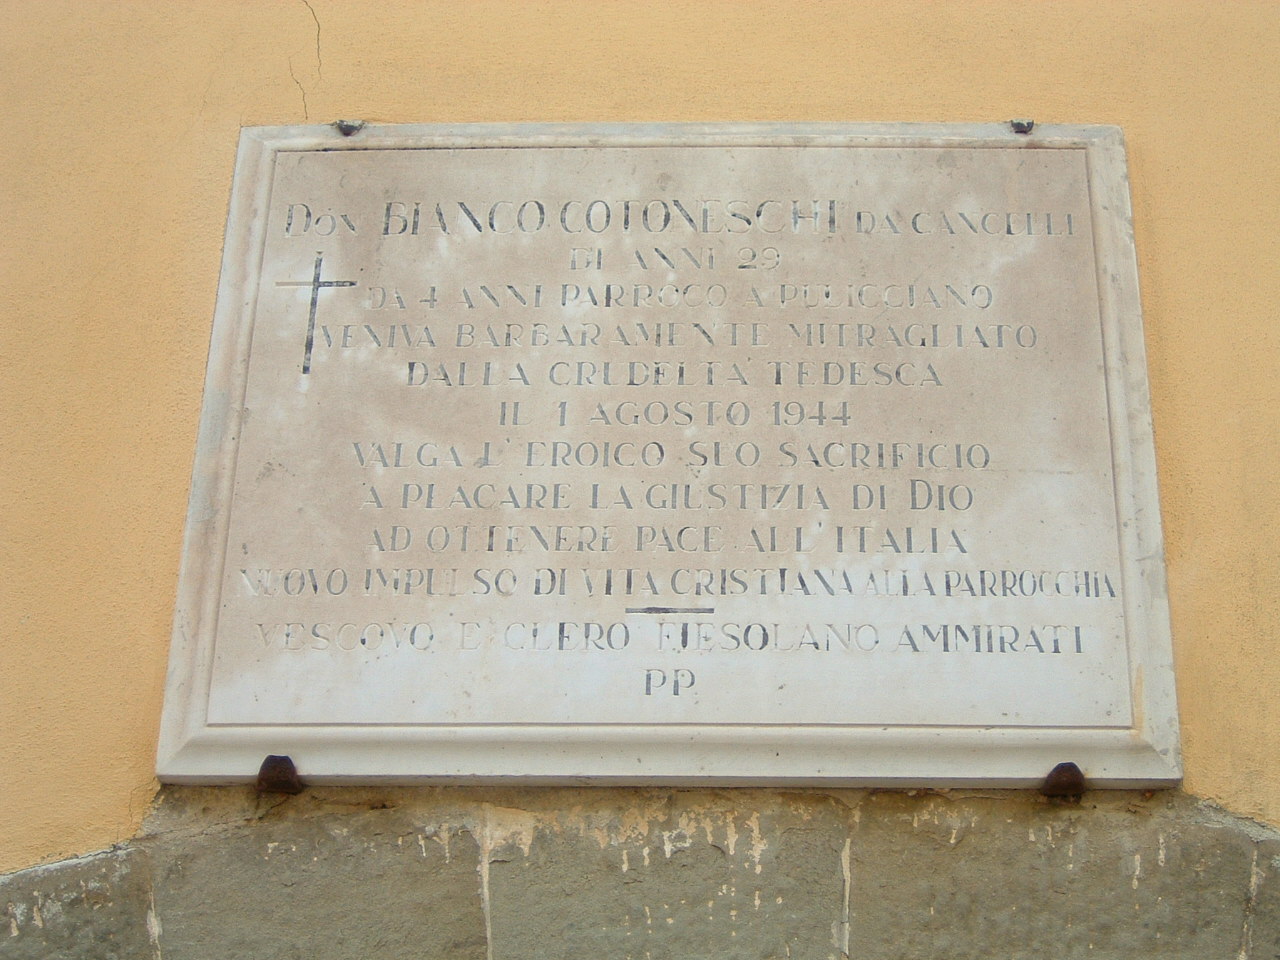 DON BIANCO COTONESCHI DA CANCELLI
DI ANNI 29
DA 4 ANNI PARROCO A PULICCIANO
VENIVA BARBARAMENTE MITRAGLIATO
DALLA CRUDELTA' TEDESCA
IL 1 AGOSTO 1944
VALGA L'EROICO SUO SACRIFICIO
A PLACARE LA GIUSTIZIA DI DIO
AD OTTENERE PACE ALL'ITALIA
NUOVO IMPULSO DI VITA CRISTIANA ALLA PARROCCHIA
VESCOVO E CLERO FIESOLANO AMMIRATI
PP